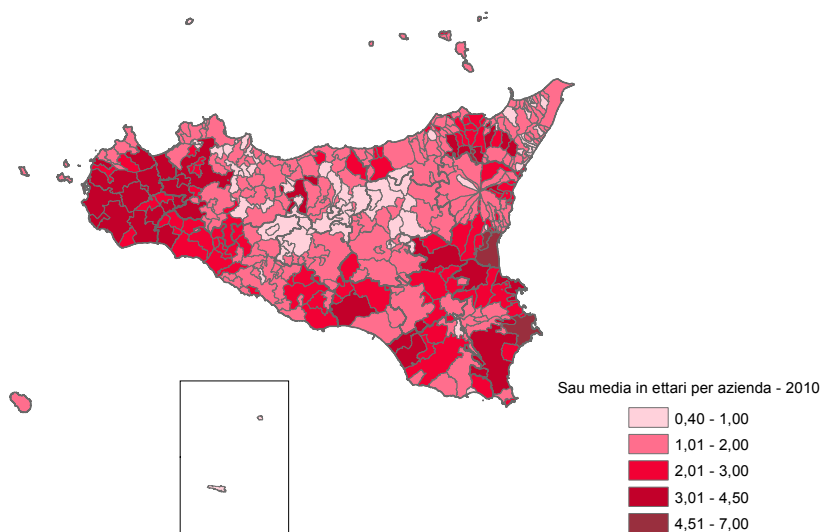 Sau media in ettari per azienda - 2010
0,40 - 1,00
1,01 - 2,00
2,01 - 3,00
3,01 - 4,50
4,51 - 7,00